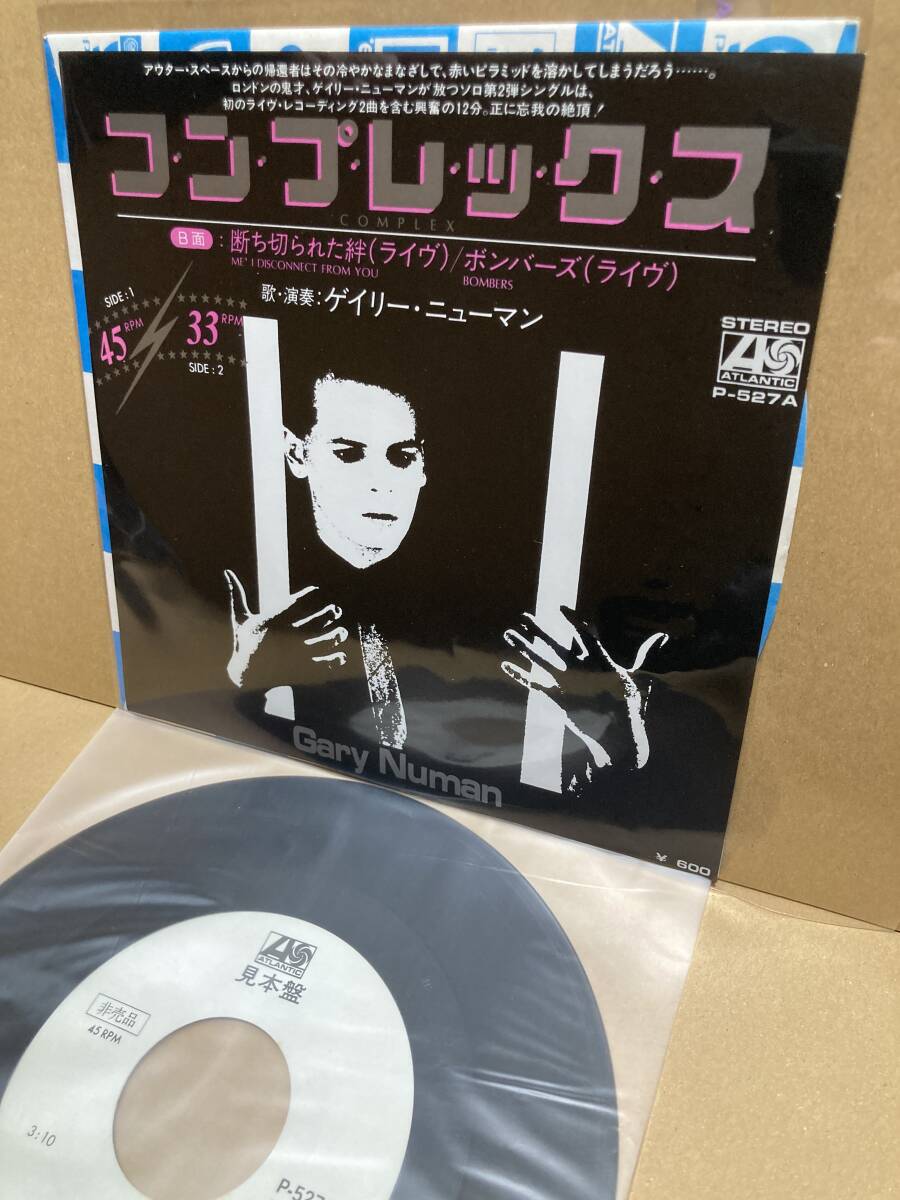 アウター・スペースからの帰還者はその冷やかなまなざしで、赤いピラミッドを溶かしてしまうだろう……。
ロンドンの鬼才、ゲイリー・ニューマンが放つソロ第2弾シングルは、
初のライヴ・レコーディング2曲を含む興奮の12分。正に忘我の絶頂！
コ・ン・プ・レ・ッ・ク・ス
COMPLEX
B面：断ち切られた絆(ライヴ)/ボンバーズ(ライヴ)
ME' I DISCONNECT FROM YOU BOMBERS
歌・演奏：ゲイリー・ニューマン
SIDE : 1
45 RPM
33 RPM
SIDE : 2
STEREO
ATLANTIC
P-527A
Gary Numan
¥ 600
ATLANTIC
見本盤
非売品
45 RPM
3:10
P-527